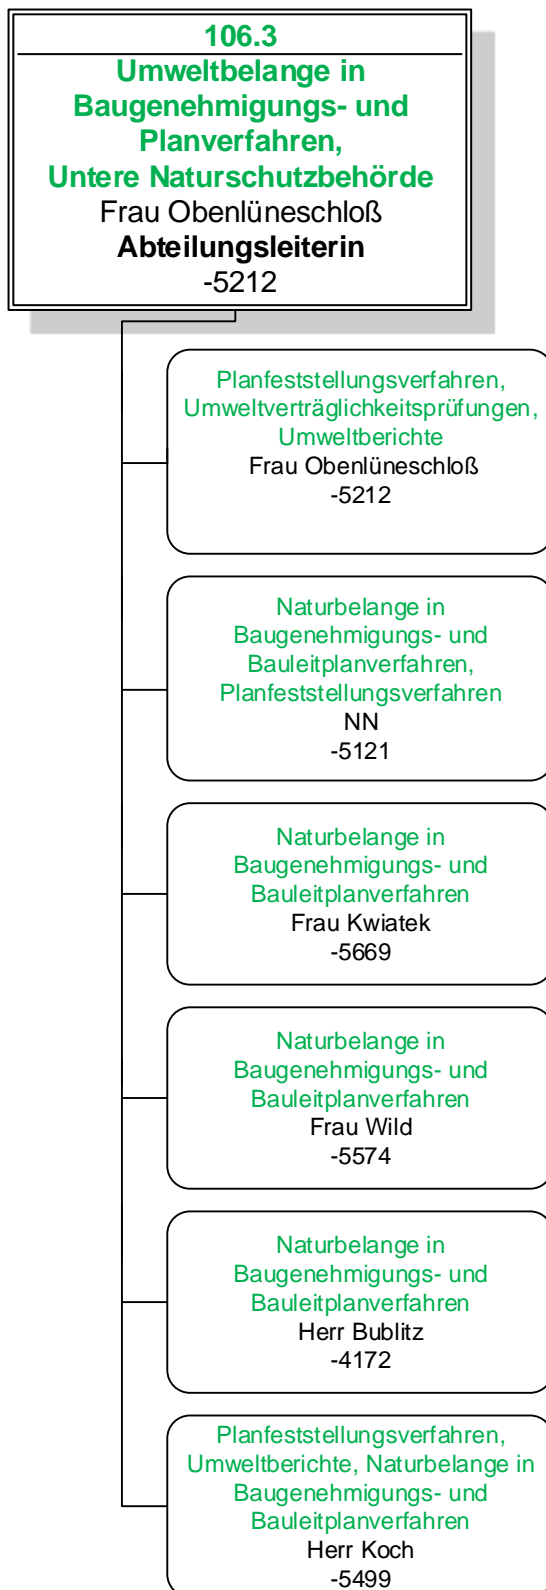 106.3
Umweltbelange in
Baugenehmigungs- und
Planverfahren,
Untere Naturschutzbehörde
Frau Obenlüneschloß
Abteilungsleiterin
-5212
Planfeststellungsverfahren,
Umweltverträglichkeitsprüfungen,
Umweltberichte
Frau Obenlüneschloß
-5212
Naturbelange in
Baugenehmigungs- und
Bauleitplanverfahren,
Planfeststellungsverfahren
NN
-5121
Naturbelange in
Baugenehmigungs- und
Bauleitplanverfahren
Frau Kwiatek
-5669
Naturbelange in
Baugenehmigungs- und
Bauleitplanverfahren
Frau Wild
-5574
Naturbelange in
Baugenehmigungs- und
Bauleitplanverfahren
Herr Bublitz
-4172
Planfeststellungsverfahren,
Umweltberichte, Naturbelange in
Baugenehmigungs- und
Bauleitplanverfahren
Herr Koch
-5499